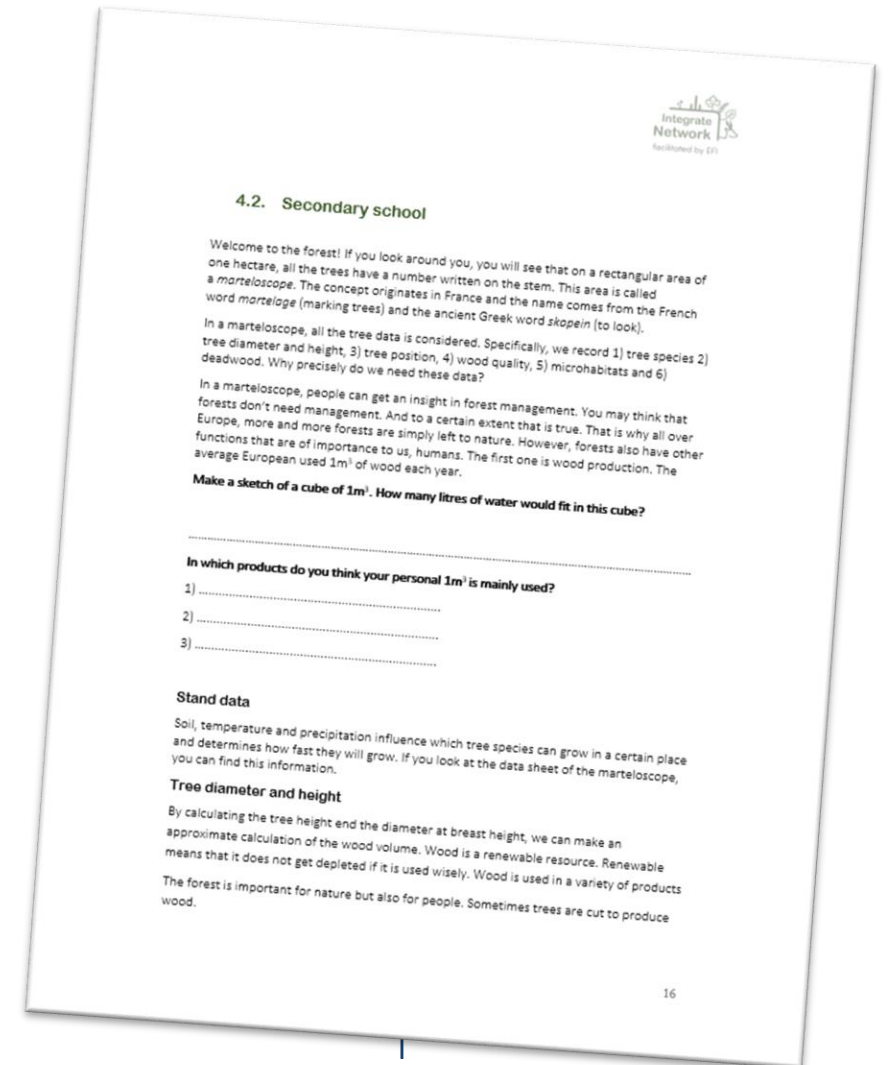 Integrate
Network
facilitated by EFI
4.2. Secondary school
Welcome to the forest! If you look around you, you will see that on a rectangular area of
one hectare, all the trees have a number written on the stem. This area is called
a marteloscope. The concept originates in France and the name comes from the French
word martelage (marking trees) and the ancient Greek word skopein (to look).
In a marteloscope, all the tree data is considered. Specifically, we record 1) tree species 2)
tree diameter and height, 3) tree position, 4) wood quality, 5) microhabitats and 6)
deadwood. Why precisely do we need these data?
In a marteloscope, people can get an insight in forest management. You may think that
forests don't need management. And to a certain extent that is true. That is why all over
Europe, more and more forests are simply left to nature. However, forests also have other
functions that are of importance to us, humans. The first one is wood production. The
average European used 1m³ of wood each year.
Make a sketch of a cube of 1m³. How many litres of water would fit in this cube?
In which products do you think your personal 1m³ is mainly used?
1)
2)
3)
Stand data
Soil, temperature and precipitation influence which tree species can grow in a certain place
and determines how fast they will grow. If you look at the data sheet of the marteloscope,
you can find this information.
Tree diameter and height
By calculating the tree height end the diameter at breast height, we can make an
approximate calculation of the wood volume. Wood is a renewable resource. Renewable
means that it does not get depleted if it is used wisely. Wood is used in a variety of products
The forest is important for nature but also for people. Sometimes trees are cut to produce
wood.
16